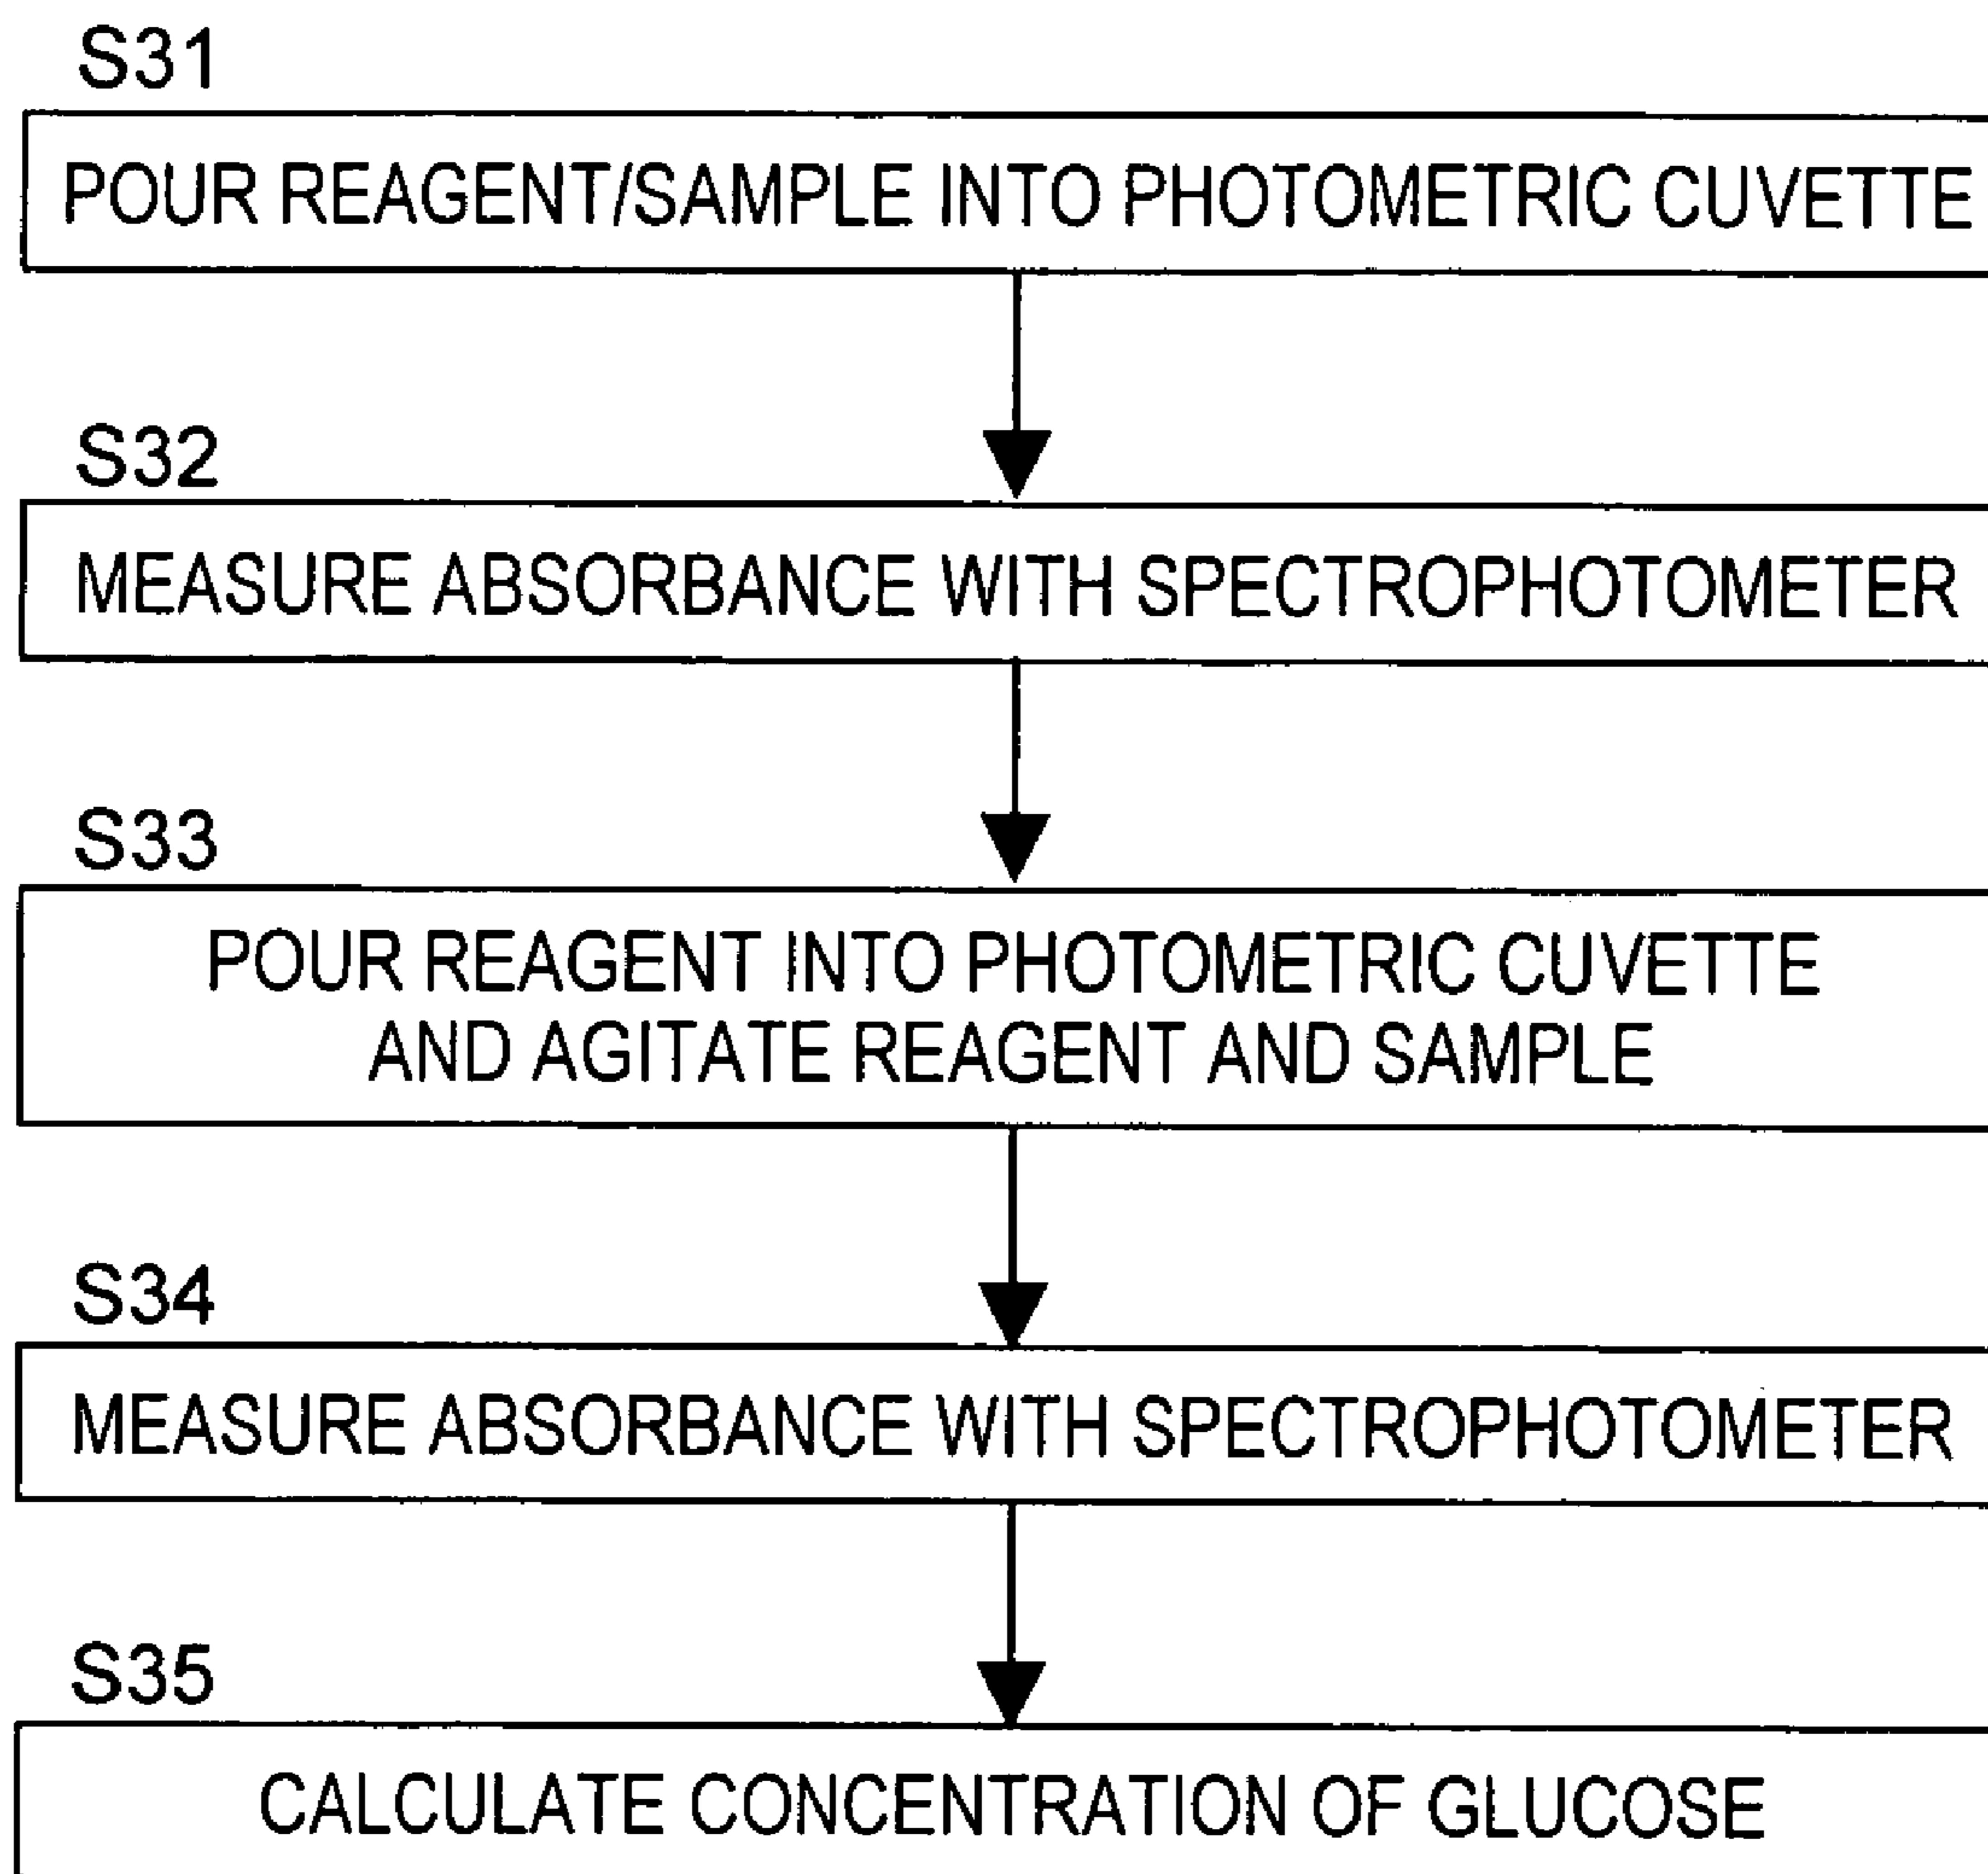 S31
POUR REAGENT/SAMPLE INTO PHOTOMETRIC CUVETTE
S32
MEASURE ABSORBANCE WITH SPECTROPHOTOMETER
S33
POUR REAGENT INTO PHOTOMETRIC CUVETTE
AND AGITATE REAGENT AND SAMPLE
S34
MEASURE ABSORBANCE WITH SPECTROPHOTOMETER
S35
CALCULATE CONCENTRATION OF GLUCOSE